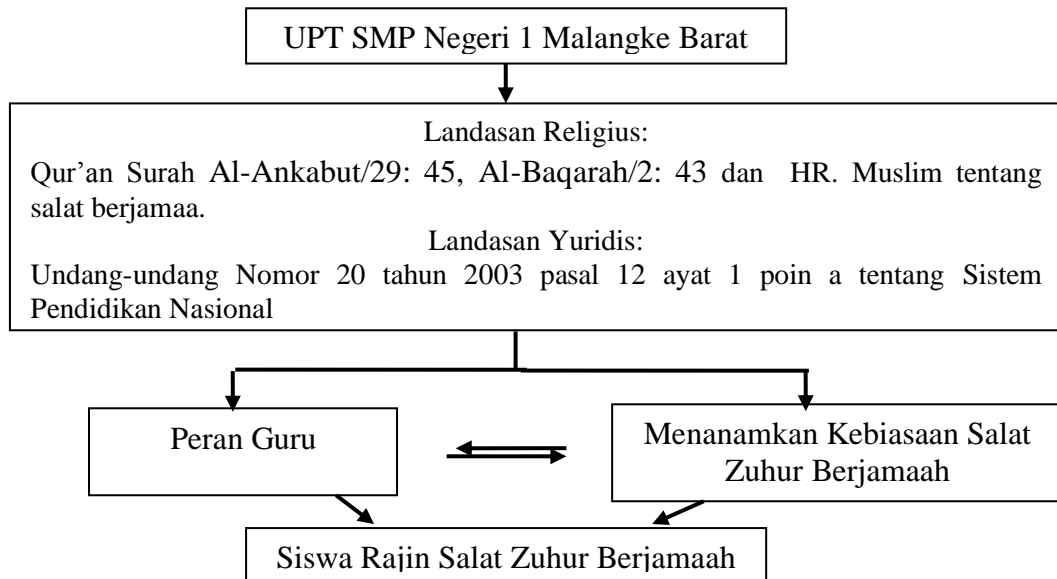 UPT SMP Negeri 1 Malangke Barat
Landasan Religius:
Qur'an Surah Al-Ankabut/29: 45, Al-Baqarah/2: 43 dan HR. Muslim tentang
salat berjamaa.
Landasan Yuridis:
Undang-undang Nomor 20 tahun 2003 pasal 12 ayat 1 poin a tentang Sistem
Pendidikan Nasional
Peran Guru
Menanamkan Kebiasaan Salat
Zuhur Berjamaah
Siswa Rajin Salat Zuhur Berjamaah